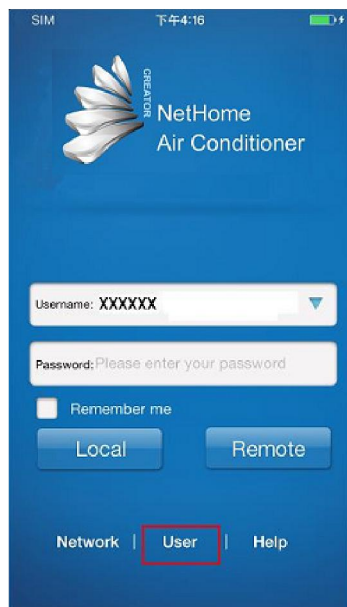 SIM 下午4:16
CREATOR
NetHome
Air Conditioner
Username: XXXXXX
Password: Please enter your password
Remember me
Local Remote
Network | User | Help